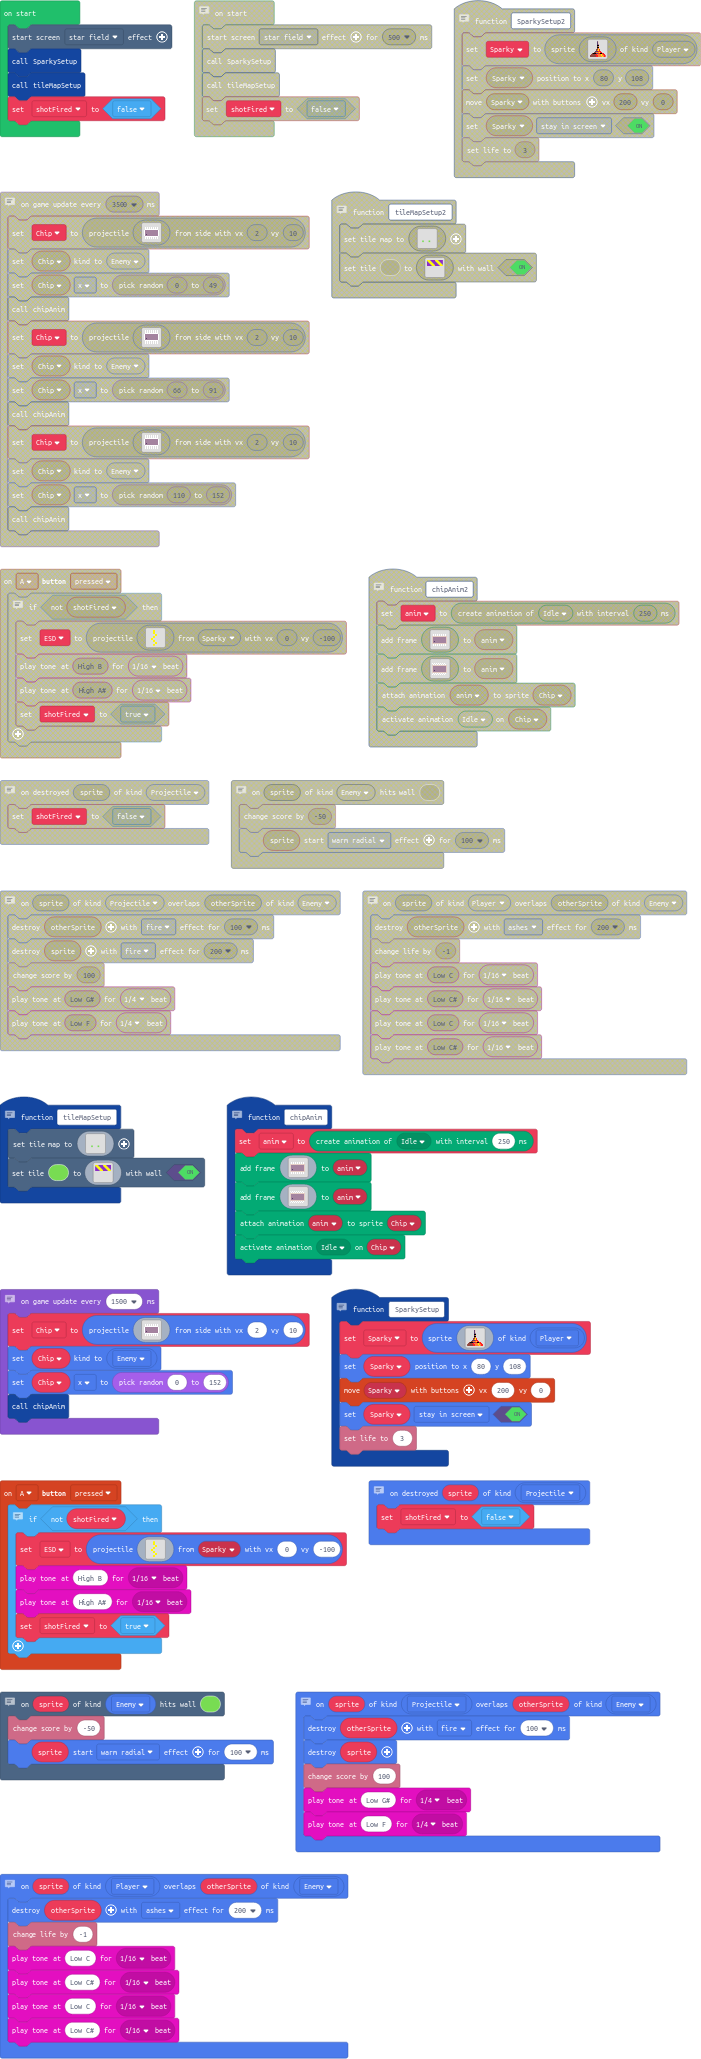 on start
start screen star field effect
call SparkySetup
call tileMapSetup
set shotFired to false
on start
start screen star field effect for 500 ms
call SparkySetup
call tileMapSetup
set shotFired to false
function SparkySetup2
set Sparky to sprite of kind Player
set Sparky position to x 80 y 108
move Sparky with buttons vx 200 vy 0
set Sparky stay in screen ON
set life to 3
on game update every 3500 ms
set Chip to projectile from side with vx 2 vy 10
set Chip kind to Enemy
set Chip x to pick random 0 to 49
call chipAnim
set Chip to projectile from side with vx 2 vy 10
set Chip kind to Enemy
set Chip x to pick random 60 to 91
call chipAnim
set Chip to projectile from side with vx 2 vy 10
set Chip kind to Enemy
set Chip x to pick random 110 to 152
call chipAnim
function tileMapSetup2
set tile map to
set tile to with wall ON
on A button pressed
if not shotFired then
set ESD to projectile from Sparky with vx 0 vy -100
play tone at High B for 1/16 beat
play tone at High A# for 1/16 beat
set shotFired to true
function chipAnim2
set anim to create animation of Idle with interval 250 ms
add frame to anim
add frame to anim
attach animation anim to sprite Chip
activate animation Idle on Chip
on destroyed sprite of kind Projectile
set shotFired to false
on sprite of kind Enemy hits wall
change score by -50
sprite start warm radial effect for 100 ms
on sprite of kind Projectile overlaps otherSprite of kind Enemy
destroy otherSprite with fire effect for 100 ms
destroy sprite with fire effect for 200 ms
change score by 100
play tone at Low G# for 1/4 beat
play tone at Low F for 1/4 beat
on sprite of kind Player overlaps otherSprite of kind Enemy
destroy otherSprite with ashes effect for 200 ms
change life by -1
play tone at Low C for 1/16 beat
play tone at Low C# for 1/16 beat
play tone at Low C for 1/16 beat
play tone at Low C# for 1/16 beat
function tileMapSetup
set tile map to
set tile to with wall ON
function chipAnim
set anim to create animation of Idle with interval 250 ms
add frame to anim
add frame to anim
attach animation anim to sprite Chip
activate animation Idle on Chip
on game update every 1500 ms
set Chip to projectile from side with vx 2 vy 10
set Chip kind to Enemy
set Chip x to pick random 0 to 152
call chipAnim
function SparkySetup
set Sparky to sprite of kind Player
set Sparky position to x 80 y 108
move Sparky with buttons vx 200 vy 0
set Sparky stay in screen ON
set life to 3
on A button pressed
if not shotFired then
set ESD to projectile from Sparky with vx 0 vy -100
play tone at High B for 1/16 beat
play tone at High A# for 1/16 beat
set shotFired to true
on destroyed sprite of kind Projectile
set shotFired to false
on sprite of kind Enemy hits wall
change score by -50
sprite start warm radial effect for 100 ms
on sprite of kind Projectile overlaps otherSprite of kind Enemy
destroy otherSprite with fire effect for 100 ms
destroy sprite
change score by 100
play tone at Low G# for 1/4 beat
play tone at Low F for 1/4 beat
on sprite of kind Player overlaps otherSprite of kind Enemy
destroy otherSprite with ashes effect for 200 ms
change life by -1
play tone at Low C for 1/16 beat
play tone at Low C# for 1/16 beat
play tone at Low C for 1/16 beat
play tone at Low C# for 1/16 beat